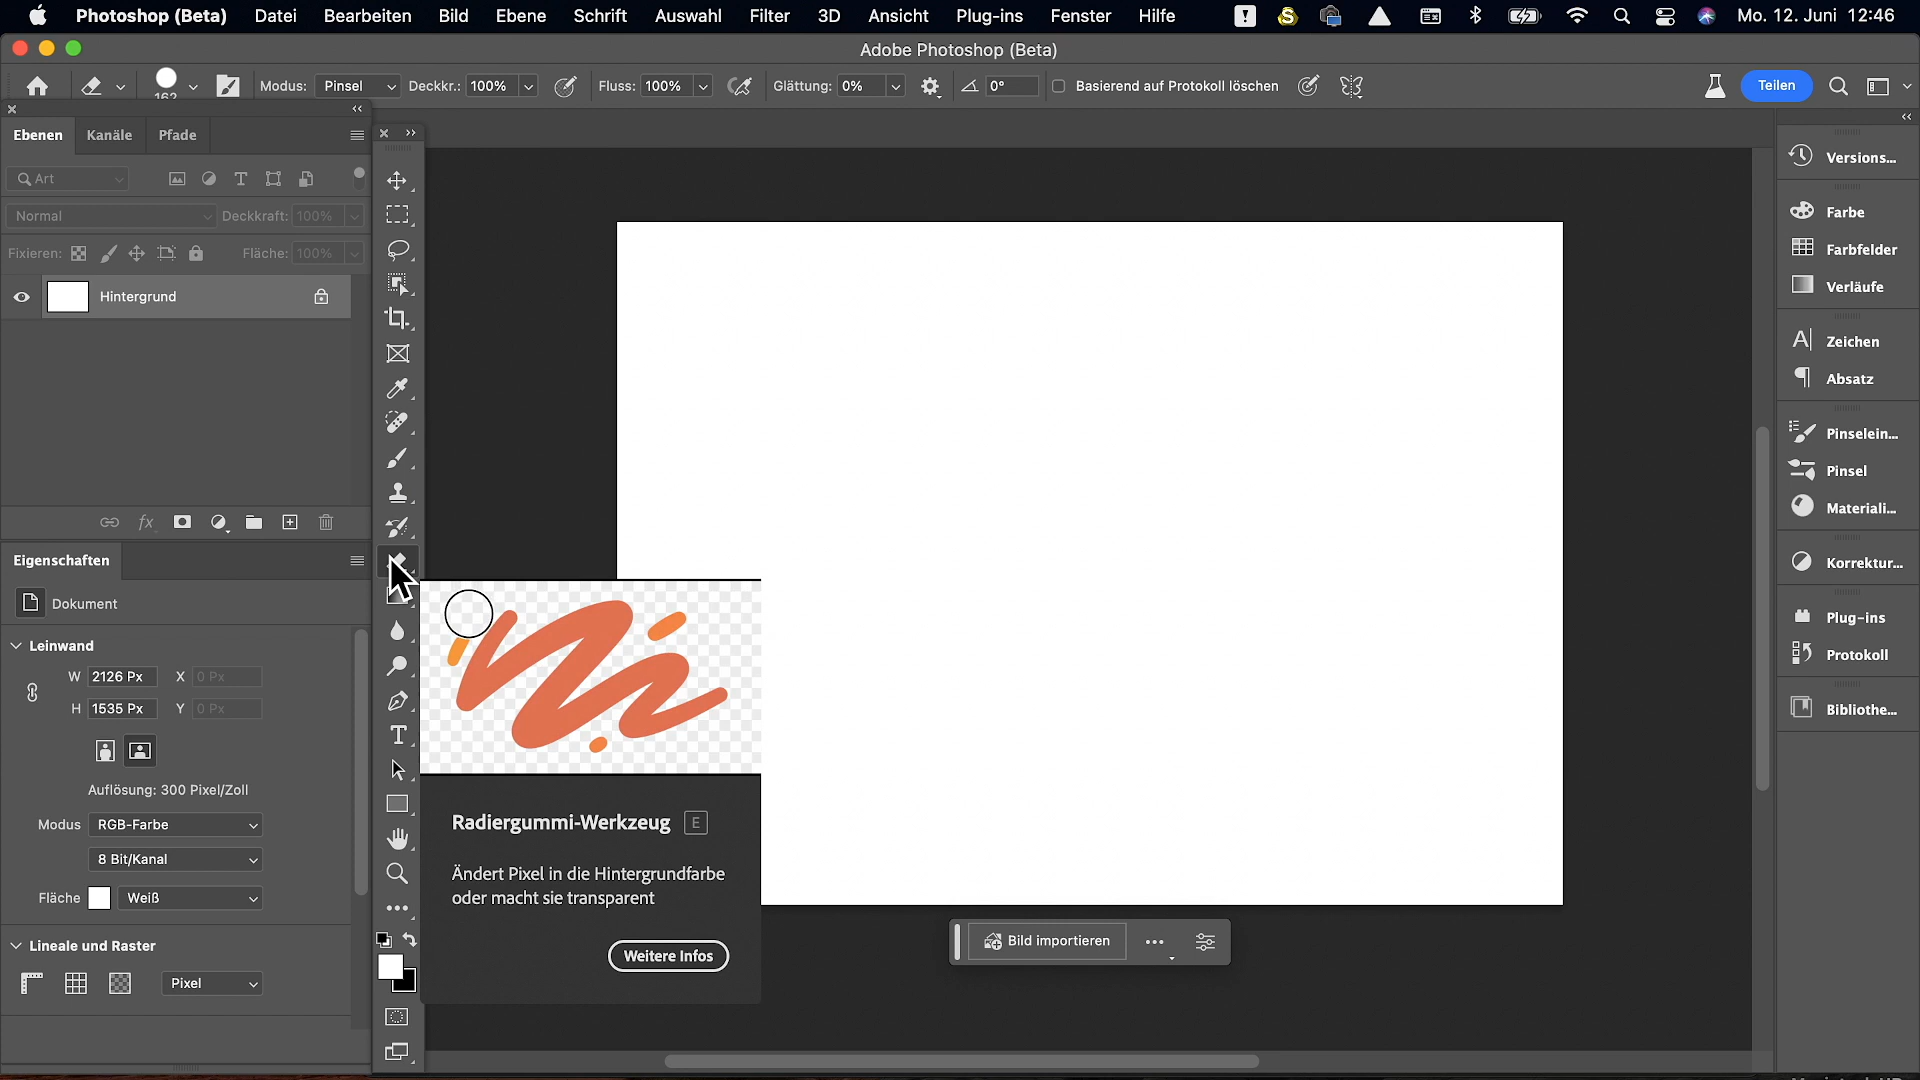 Photoshop (Beta) Datei Bearbeiten Bild Ebene Schrift Auswahl Filter 3D Ansicht Plug-ins Fenster Hilfe Mo. 12. Juni 12:46
Adobe Photoshop (Beta)
162 Modus: Pinsel Deckkr.: 100% Fluss: 100% Glättung: 0% 0° Basierend auf Protokoll löschen Teilen
Ebenen Kanäle Pfade
Art
Normal Deckkraft: 100%
Fixieren: Fläche: 100%
Hintergrund
fx
Eigenschaften
Dokument
Leinwand
W 2126 Px X 0 Px
H 1535 Px Y 0 Px
Auflösung: 300 Pixel/Zoll
Modus RGB-Farbe
8 Bit/Kanal
Fläche Weiß
Lineale und Raster
Pixel
Radiergummi-Werkzeug E
Ändert Pixel in die Hintergrundfarbe
oder macht sie transparent
Weitere Infos
Bild importieren
Versions...
Farbe
Farbfelder
Verläufe
Zeichen
Absatz
Pinselein...
Pinsel
Materiali...
Korrektur...
Plug-ins
Protokoll
Bibliothe...